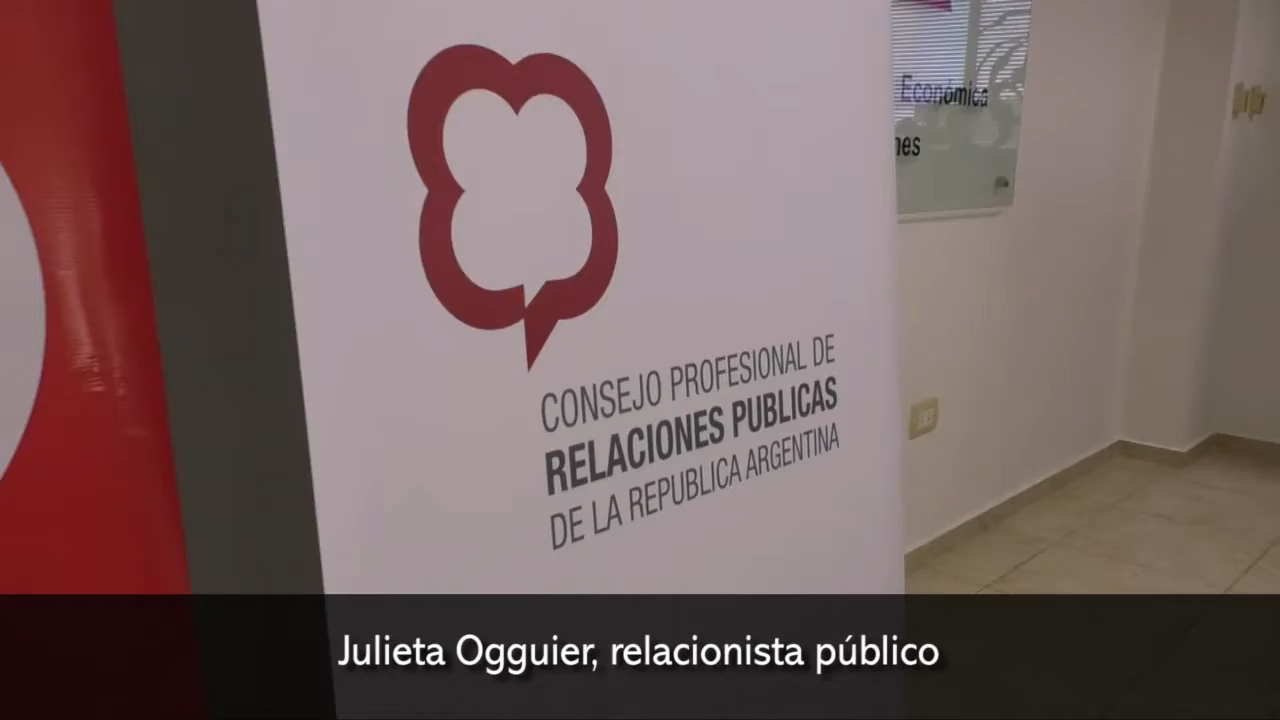 Económica
nes
CONSEJO PROFESIONAL DE
RELACIONES PUBLICAS
DE LA REPUBLICA ARGENTINA
Julieta Ogguier, relacionista público